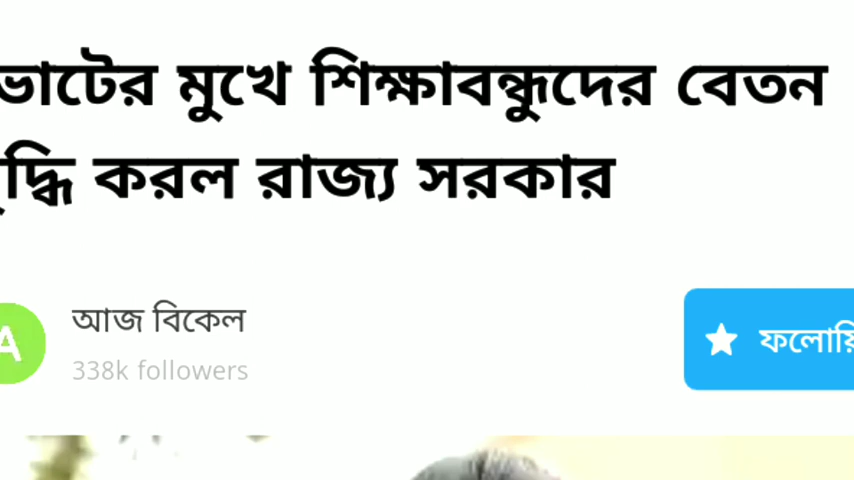 ভোটের মুখে শিক্ষাবন্ধুদের বেতন
বৃদ্ধি করল রাজ্য সরকার
আজ বিকেল
338k followers